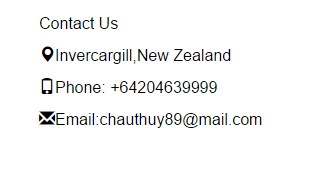 Contact Us
Invercargill,New Zealand
Phone: +64204639999
Email:chauthuy89@mail.com